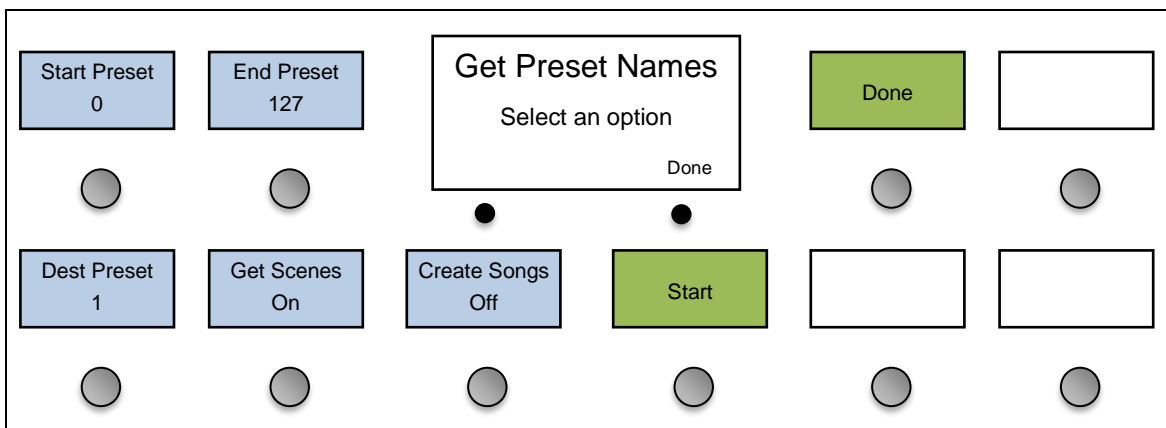 Start Preset
0
End Preset
127
Get Preset Names
Select an option
Done
Done
Dest Preset
1
Get Scenes
On
Create Songs
Off
Start